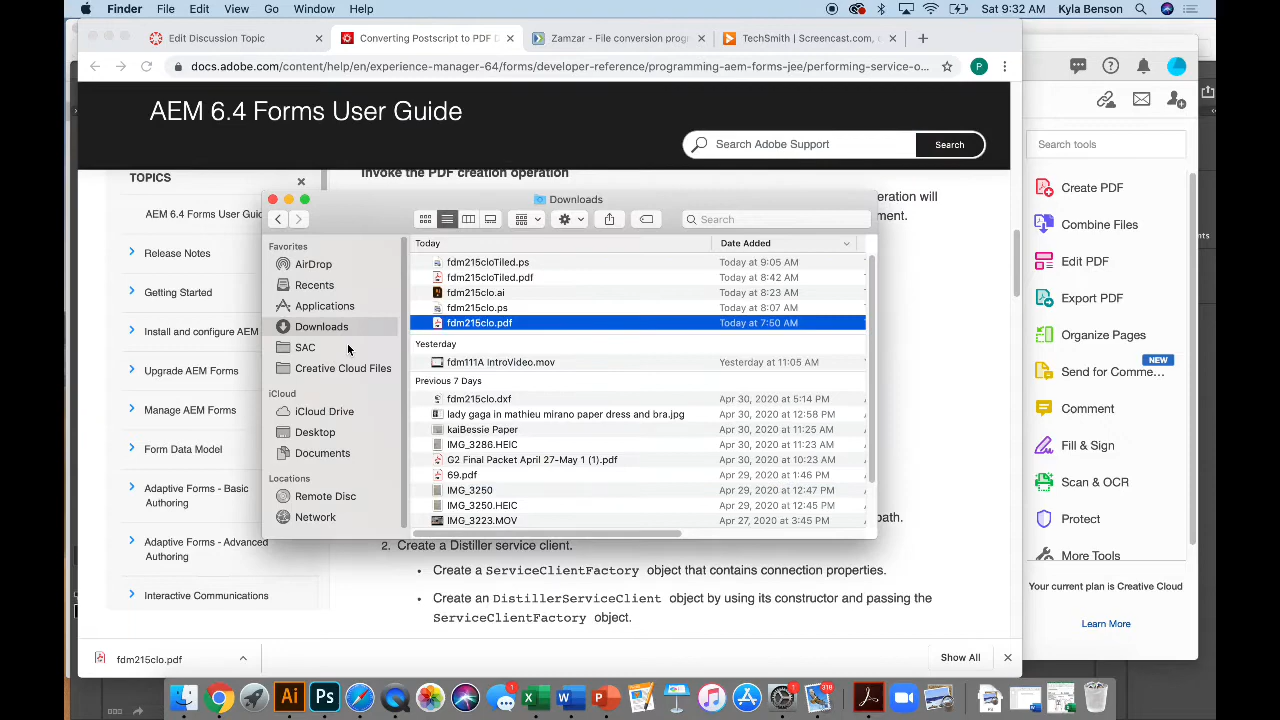 Finder File Edit View Go Window Help
Sat 9:32 AM Kyla Benson
Edit Discussion Topic
Converting Postscript to PDF D
Zamzar - File conversion prog
TechSmith | Screencast.com,
docs.adobe.com/content/help/en/experience-manager-64/forms/developer-reference/programming-aem-forms-jee/performing-service-o...
P
AEM 6.4 Forms User Guide
Search Adobe Support
Search
TOPICS
AEM 6.4 Forms User Guid
Release Notes
Getting Started
Install and configure AEM
Upgrade AEM Forms
Manage AEM Forms
Form Data Model
Adaptive Forms - Basic
Authoring
Adaptive Forms - Advanced
Authoring
Interactive Communications
Invoke the PDF creation operation
eration will
ument.
path.
2. Create a Distiller service client.
• Create a ServiceClientFactory object that contains connection properties.
• Create an DistillerServiceClient object by using its constructor and passing the
ServiceClientFactory object.
Downloads
Search
Favorites
AirDrop
Recents
Applications
Downloads
SAC
Creative Cloud Files
iCloud
iCloud Drive
Desktop
Documents
Locations
Remote Disc
Network
Today Date Added
fdm215cloTiled.ps Today at 9:05 AM
fdm215cloTiled.pdf Today at 8:42 AM
fdm215clo.ai Today at 8:23 AM
fdm215clo.ps Today at 8:07 AM
fdm215clo.pdf Today at 7:50 AM
Yesterday
fdm111A IntroVideo.mov Yesterday at 11:05 AM
Previous 7 Days
fdm215clo.dxf Apr 30, 2020 at 5:14 PM
lady gaga in mathieu mirano paper dress and bra.jpg Apr 30, 2020 at 12:58 PM
kaiBessie Paper Apr 30, 2020 at 11:25 AM
IMG_3286.HEIC Apr 30, 2020 at 11:23 AM
G2 Final Packet April 27-May 1 (1).pdf Apr 30, 2020 at 10:23 AM
69.pdf Apr 29, 2020 at 1:46 PM
IMG_3250 Apr 29, 2020 at 12:47 PM
IMG_3250.HEIC Apr 29, 2020 at 12:45 PM
IMG_3223.MOV Apr 27, 2020 at 3:45 PM
Search tools
Create PDF
Combine Files
Edit PDF
Export PDF
Organize Pages
NEW
Send for Comme...
Comment
Fill & Sign
Scan & OCR
Protect
More Tools
Your current plan is Creative Cloud
Learn More
nts
fdm215clo.pdf
Show All
Ai
Ps
1
318